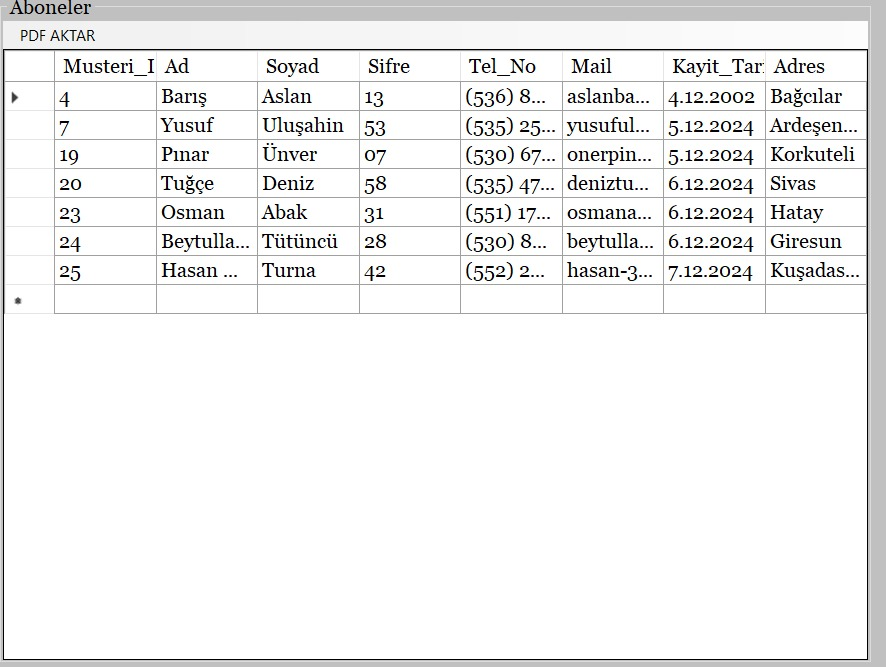 Aboneler
PDF AKTAR
Musteri_I Ad Soyad Sifre Tel_No Mail Kayit_Tari Adres
4 Barış Aslan 13 (536) 8... aslanba... 4.12.2002 Bağcılar
7 Yusuf Uluşahin 53 (535) 25... yusuful... 5.12.2024 Ardeşen...
19 Pınar Ünver 07 (530) 67... onerpin... 5.12.2024 Korkuteli
20 Tuğçe Deniz 58 (535) 47... deniztu... 6.12.2024 Sivas
23 Osman Abak 31 (551) 17... osmana... 6.12.2024 Hatay
24 Beytulla... Tütüncü 28 (530) 8... beytulla... 6.12.2024 Giresun
25 Hasan ... Turna 42 (552) 2... hasan-3... 7.12.2024 Kuşadas...